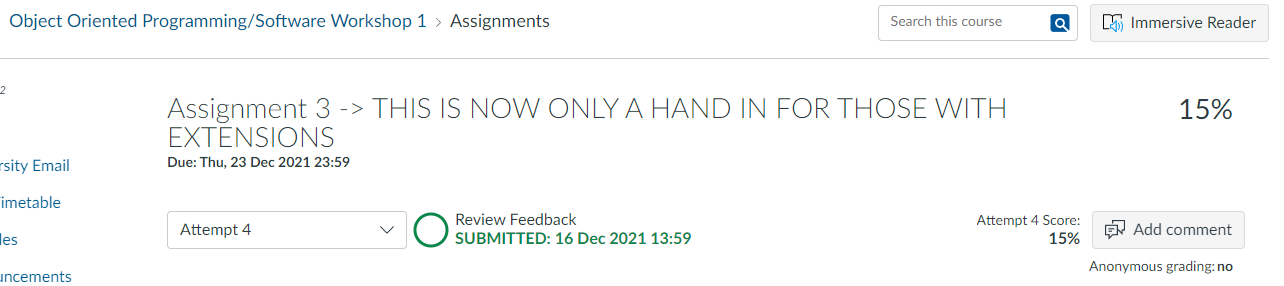 Object Oriented Programming/Software Workshop 1 > Assignments
Search this course
Immersive Reader
2
Assignment 3 -> THIS IS NOW ONLY A HAND IN FOR THOSE WITH
EXTENSIONS
15%
Due: Thu, 23 Dec 2021 23:59
rsity Email
imetable
les
uncements
Attempt 4
Review Feedback
SUBMITTED: 16 Dec 2021 13:59
Attempt 4 Score:
15%
Add comment
Anonymous grading: no